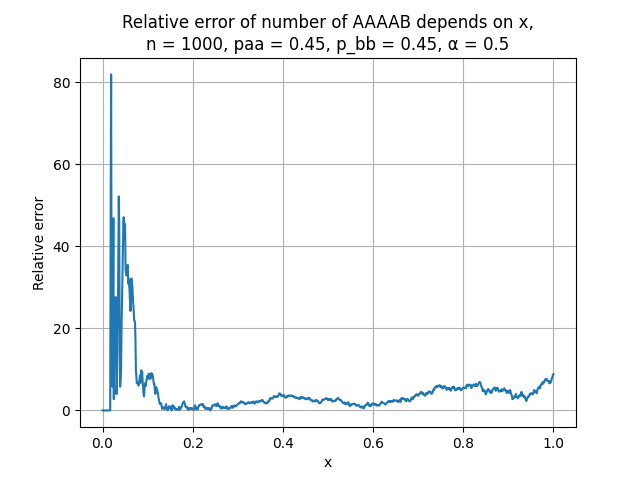 Relative error of number of AAAAB depends on x,
n = 1000, paa = 0.45, p_bb = 0.45, α = 0.5
80
60
40
20
0
Relative error
0.0 0.2 0.4 0.6 0.8 1.0
x